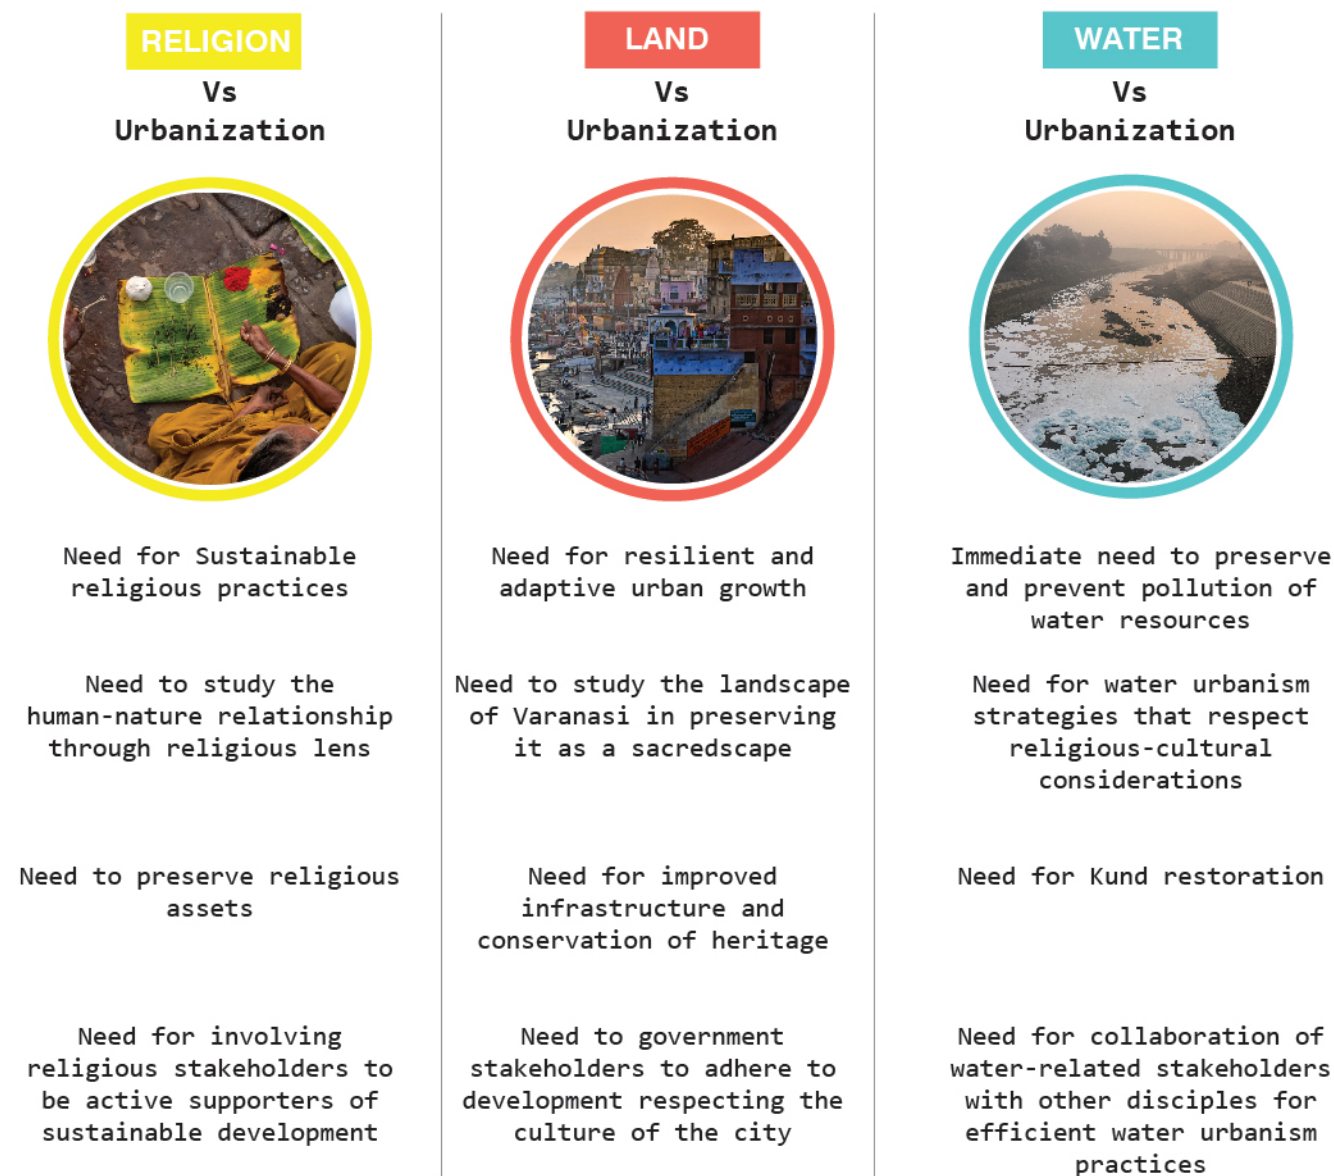 RELIGION
Vs
Urbanization
Need for Sustainable
religious practices
Need to study the
human-nature relationship
through religious lens
Need to preserve religious
assets
Need for involving
religious stakeholders to
be active supporters of
sustainable development
LAND
Vs
Urbanization
Need for resilient and
adaptive urban growth
Need to study the landscape
of Varanasi in preserving
it as a sacredscape
Need for improved
infrastructure and
conservation of heritage
Need to government
stakeholders to adhere to
development respecting the
culture of the city
WATER
Vs
Urbanization
Immediate need to preserve
and prevent pollution of
water resources
Need for water urbanism
strategies that respect
religious-cultural
considerations
Need for Kund restoration
Need for collaboration of
water-related stakeholders
with other disciples for
efficient water urbanism
practices